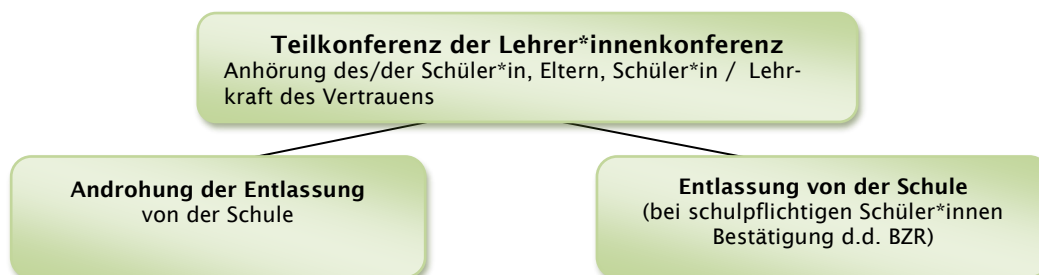 Teilkonferenz der Lehrer*innenkonferenz
Anhörung des/der Schüler*in, Eltern, Schüler*in / Lehr-
kraft des Vertrauens
Androhung der Entlassung
von der Schule
Entlassung von der Schule
(bei schulpflichtigen Schüler*innen
Bestätigung d.d. BZR)